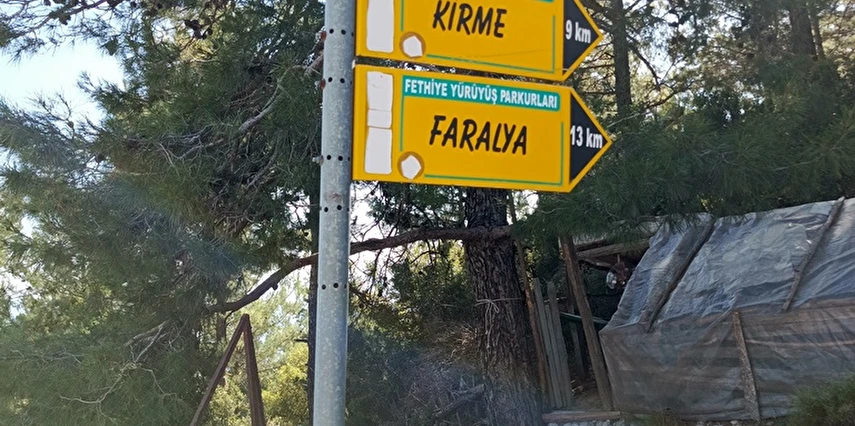 KIRME
9 km
FETHİYE YÜRÜYÜŞ PARKURLARI
FARALYA
13 km